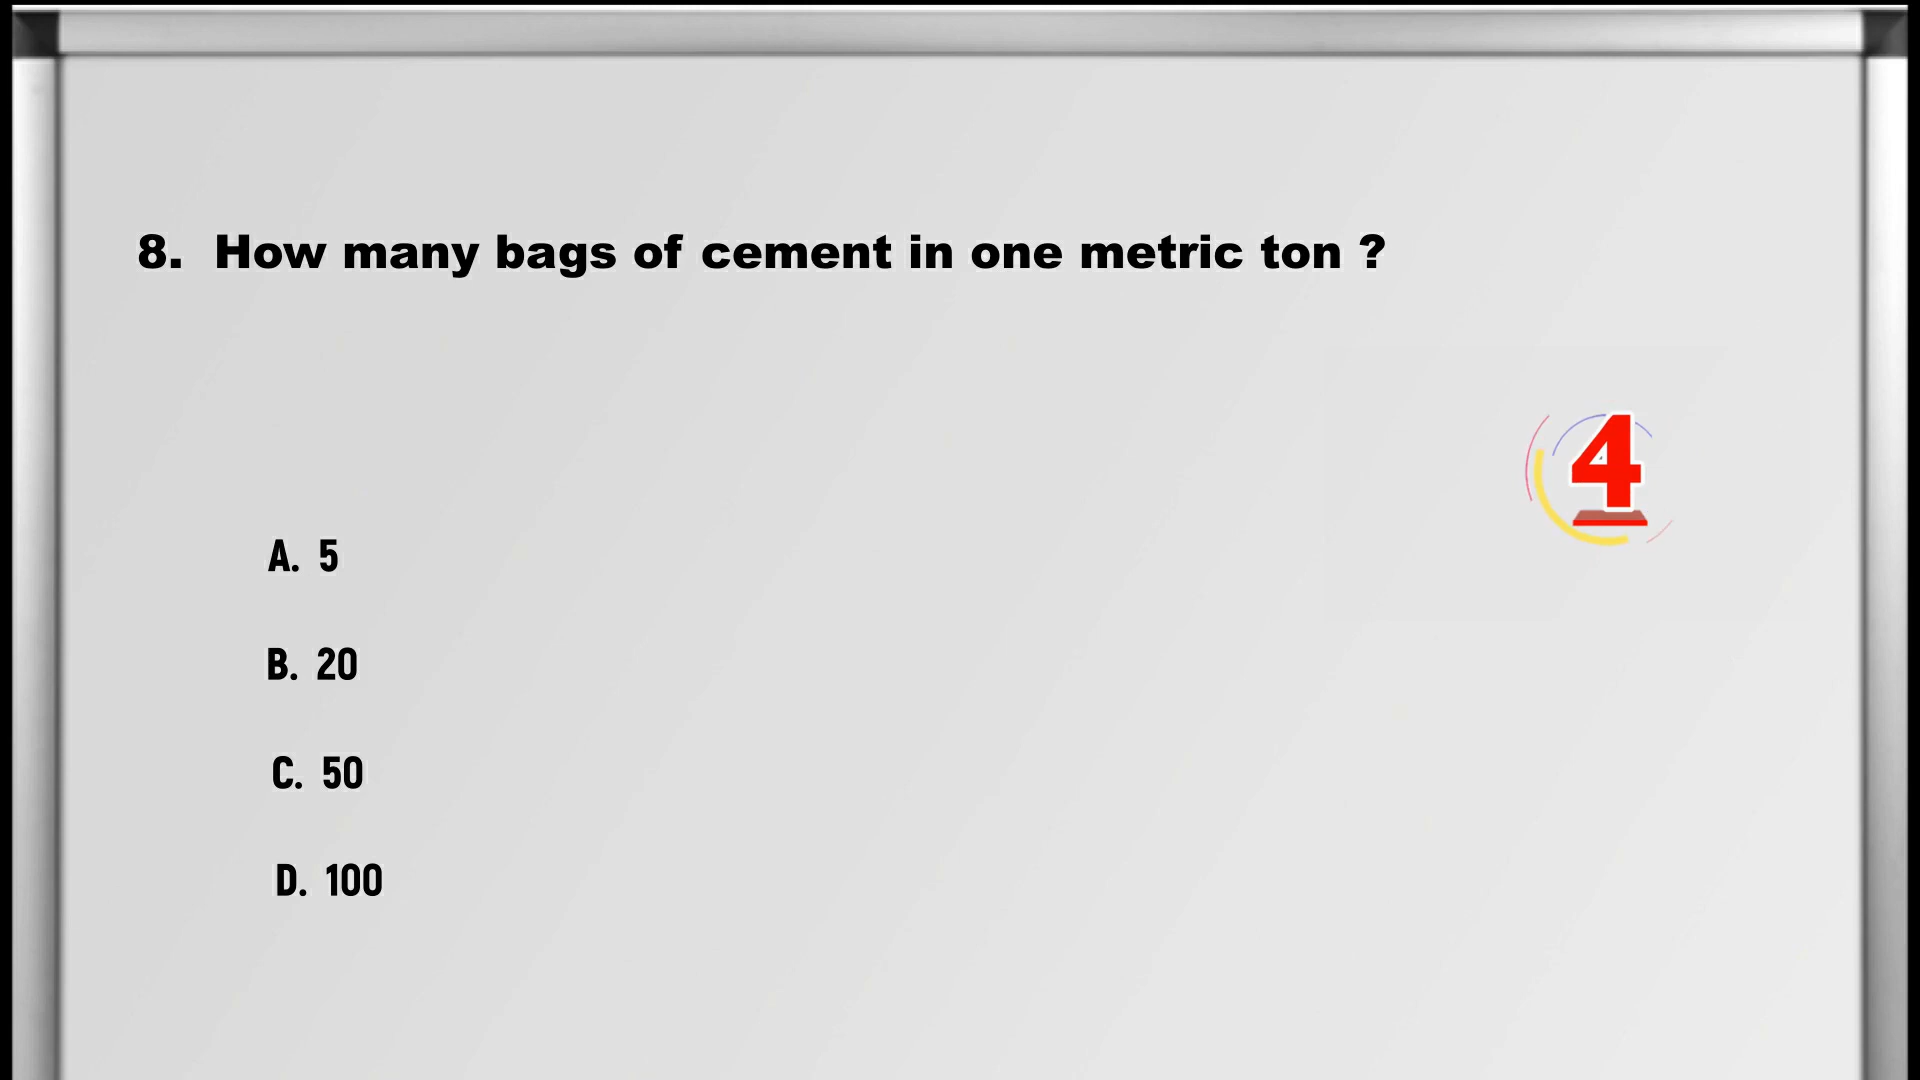 8. How many bags of cement in one metric ton ?
4
A. 5
B. 20
C. 50
D. 100